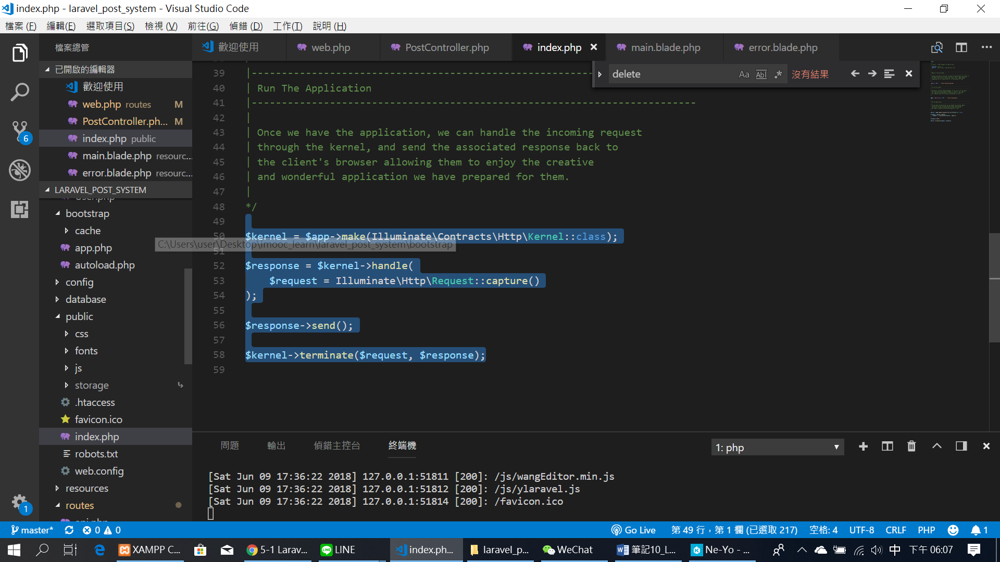 index.php - laravel_post_system - Visual Studio Code
檔案 (F) 編輯(E) 選取項目(S) 檢視 (V) 前往(G) 偵錯 (D) 工作(T) 說明 (H)
檔案總管
歡迎使用 web.php PostController.php index.php main.blade.php error.blade.php
已開啟的編輯器
歡迎使用
web.php routes M
PostController.ph... M
index.php public
main.blade.php resourc...
error.blade.php resourc...
LARAVEL_POST_SYSTEM
User.php
bootstrap
cache
app.php
autoload.php
config
database
public
css
fonts
js
storage
.htaccess
favicon.ico
index.php
robots.txt
web.config
resources
routes
api.php
6
1
delete Aa Abl .* 沒有結果
39 |--------------------------------------------------------------------------
40 | Run The Application
41 |--------------------------------------------------------------------------
42 |
43 | Once we have the application, we can handle the incoming request
44 | through the kernel, and send the associated response back to
45 | the client's browser allowing them to enjoy the creative
46 | and wonderful application we have prepared for them.
47 |
48 */
49
50 $kernel = $app->make(Illuminate\Contracts\Http\Kernel::class);
C:\Users\user\Desktop\imooc_learn\laravel_post_system\bootstrap
51
52 $response = $kernel->handle(
53     $request = Illuminate\Http\Request::capture()
54 );
55
56 $response->send();
57
58 $kernel->terminate($request, $response);
59
問題 輸出 偵錯主控台 終端機 1: php
[Sat Jun 09 17:36:22 2018] 127.0.0.1:51811 [200]: /js/wangEditor.min.js
[Sat Jun 09 17:36:22 2018] 127.0.0.1:51812 [200]: /js/ylaravel.js
[Sat Jun 09 17:36:22 2018] 127.0.0.1:51814 [200]: /favicon.ico
master* 0 0 Go Live 第 49 行，第 1 欄 (已選取 217) 空格: 4 UTF-8 CRLF PHP 1
XAMPP C... 5-1 Larav... LINE index.ph... laravel_p... WeChat 筆記10_L... Ne-Yo - ... 中 下午 06:07